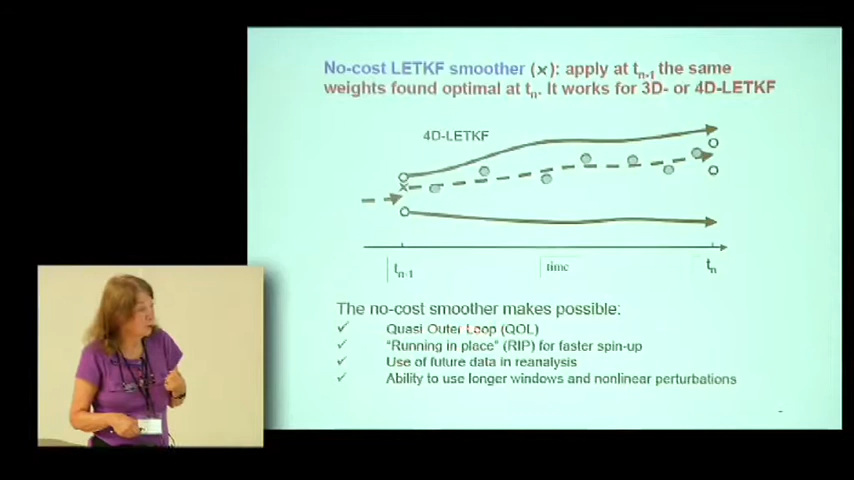 No-cost LETKF smoother (×): apply at tn-1 the same
weights found optimal at tn. It works for 3D- or 4D-LETKF
4D-LETKF
tn-1
time
tn
The no-cost smoother makes possible:
✓ Quasi Outer Loop (QOL)
✓ "Running in place" (RIP) for faster spin-up
✓ Use of future data in reanalysis
✓ Ability to use longer windows and nonlinear perturbations